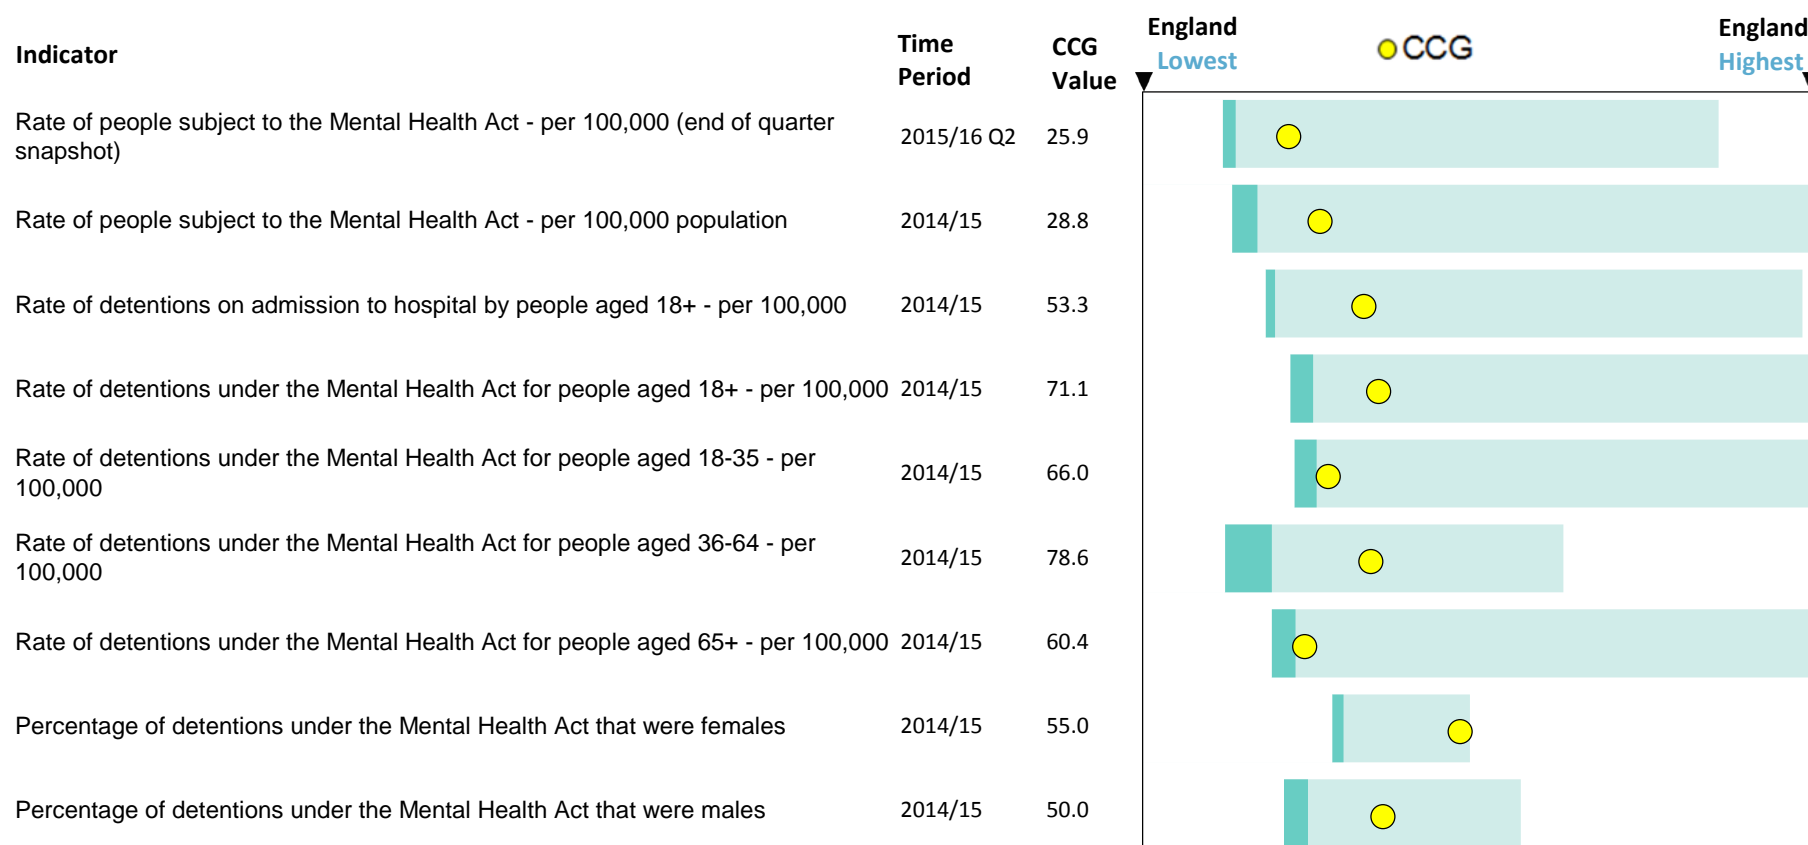 Indicator
Time Period
CCG Value
England Lowest
CCG
England Highest
Rate of people subject to the Mental Health Act - per 100,000 (end of quarter
snapshot)
2015/16 Q2
25.9
Rate of people subject to the Mental Health Act - per 100,000 population
2014/15
28.8
Rate of detentions on admission to hospital by people aged 18+ - per 100,000
2014/15
53.3
Rate of detentions under the Mental Health Act for people aged 18+ - per 100,000
2014/15
71.1
Rate of detentions under the Mental Health Act for people aged 18-35 - per
100,000
2014/15
66.0
Rate of detentions under the Mental Health Act for people aged 36-64 - per
100,000
2014/15
78.6
Rate of detentions under the Mental Health Act for people aged 65+ - per 100,000
2014/15
60.4
Percentage of detentions under the Mental Health Act that were females
2014/15
55.0
Percentage of detentions under the Mental Health Act that were males
2014/15
50.0